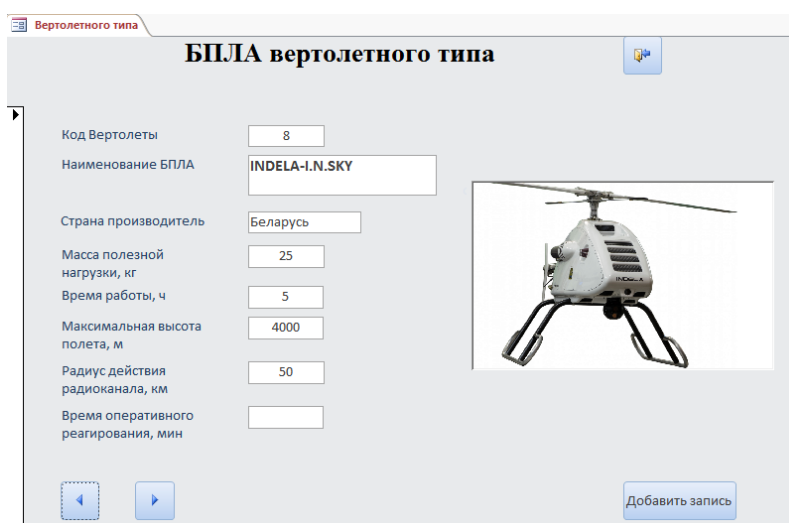 Вертолетного типа
БПЛА вертолетного типа
Код Вертолеты 8
Наименование БПЛА INDELA-I.N.SKY
Страна производитель Беларусь
Масса полезной 25
нагрузки, кг
Время работы, ч 5
Максимальная высота 4000
полета, м
Радиус действия 50
радиоканала, км
Время оперативного
реагирования, мин
INDELA
Добавить запись